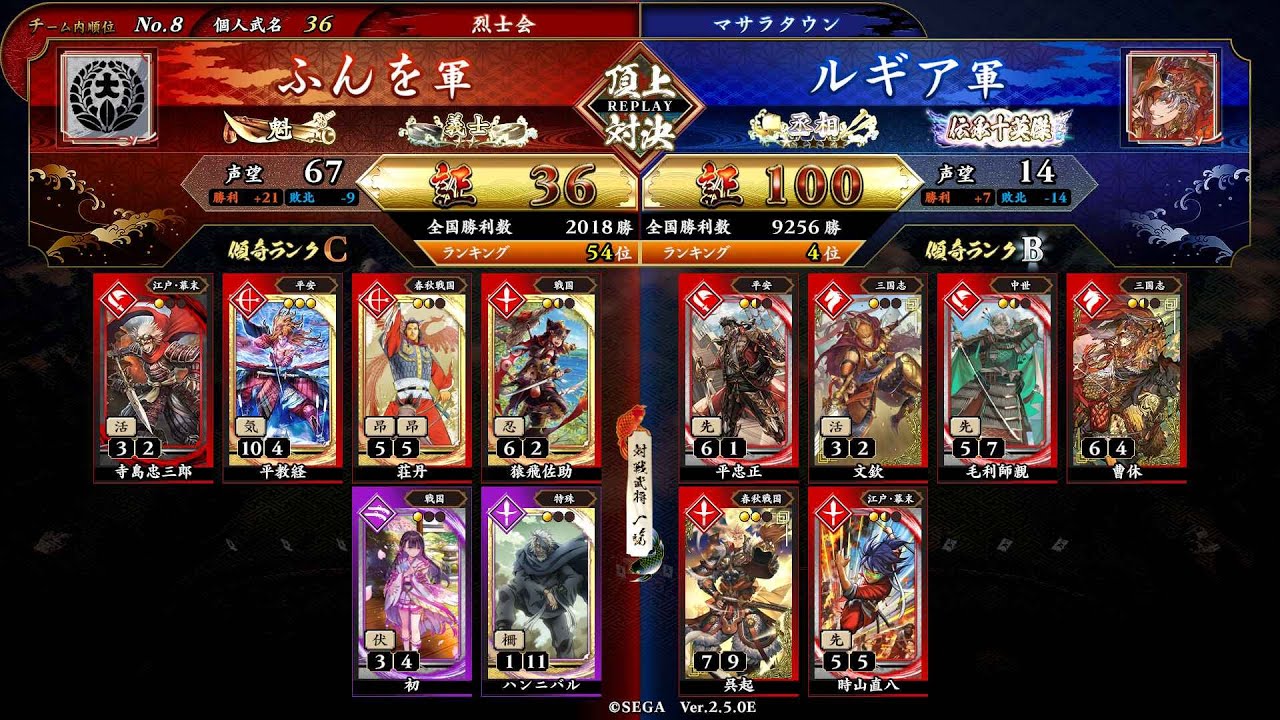 チーム内順位 No.8 個人武名 36 烈士会 マサラタウン
ふんを軍 頂上 ルギア軍
REPLAY
対決
魁 義士 丞相 伝承十英傑
声望 67 証 36 証 100 声望 14
勝利 +21 敗北 -9 勝利 +7 敗北 -14
全国勝利数 2018勝 全国勝利数 9256勝
傾奇ランクC ランキング 54位 ランキング 4位 傾奇ランクB
江戸・幕末 平安 春秋戦国 戦国 平安 三国志 中世 三国志
活 気 昂 昂 忍 先 活 先
3 2 10 4 5 5 6 2 6 1 3 2 5 7 6 4
寺島忠三郎 平教経 荘丹 猿飛佐助 平忠正 文欽 毛利師親 曹休
対戦武将一覧
戦国 特殊 春秋戦国 江戸・幕末
伏 柵 先
3 4 1 11 7 9 5 5
初 ハンニバル 呉起 時山直八
©SEGA Ver.2.5.0E